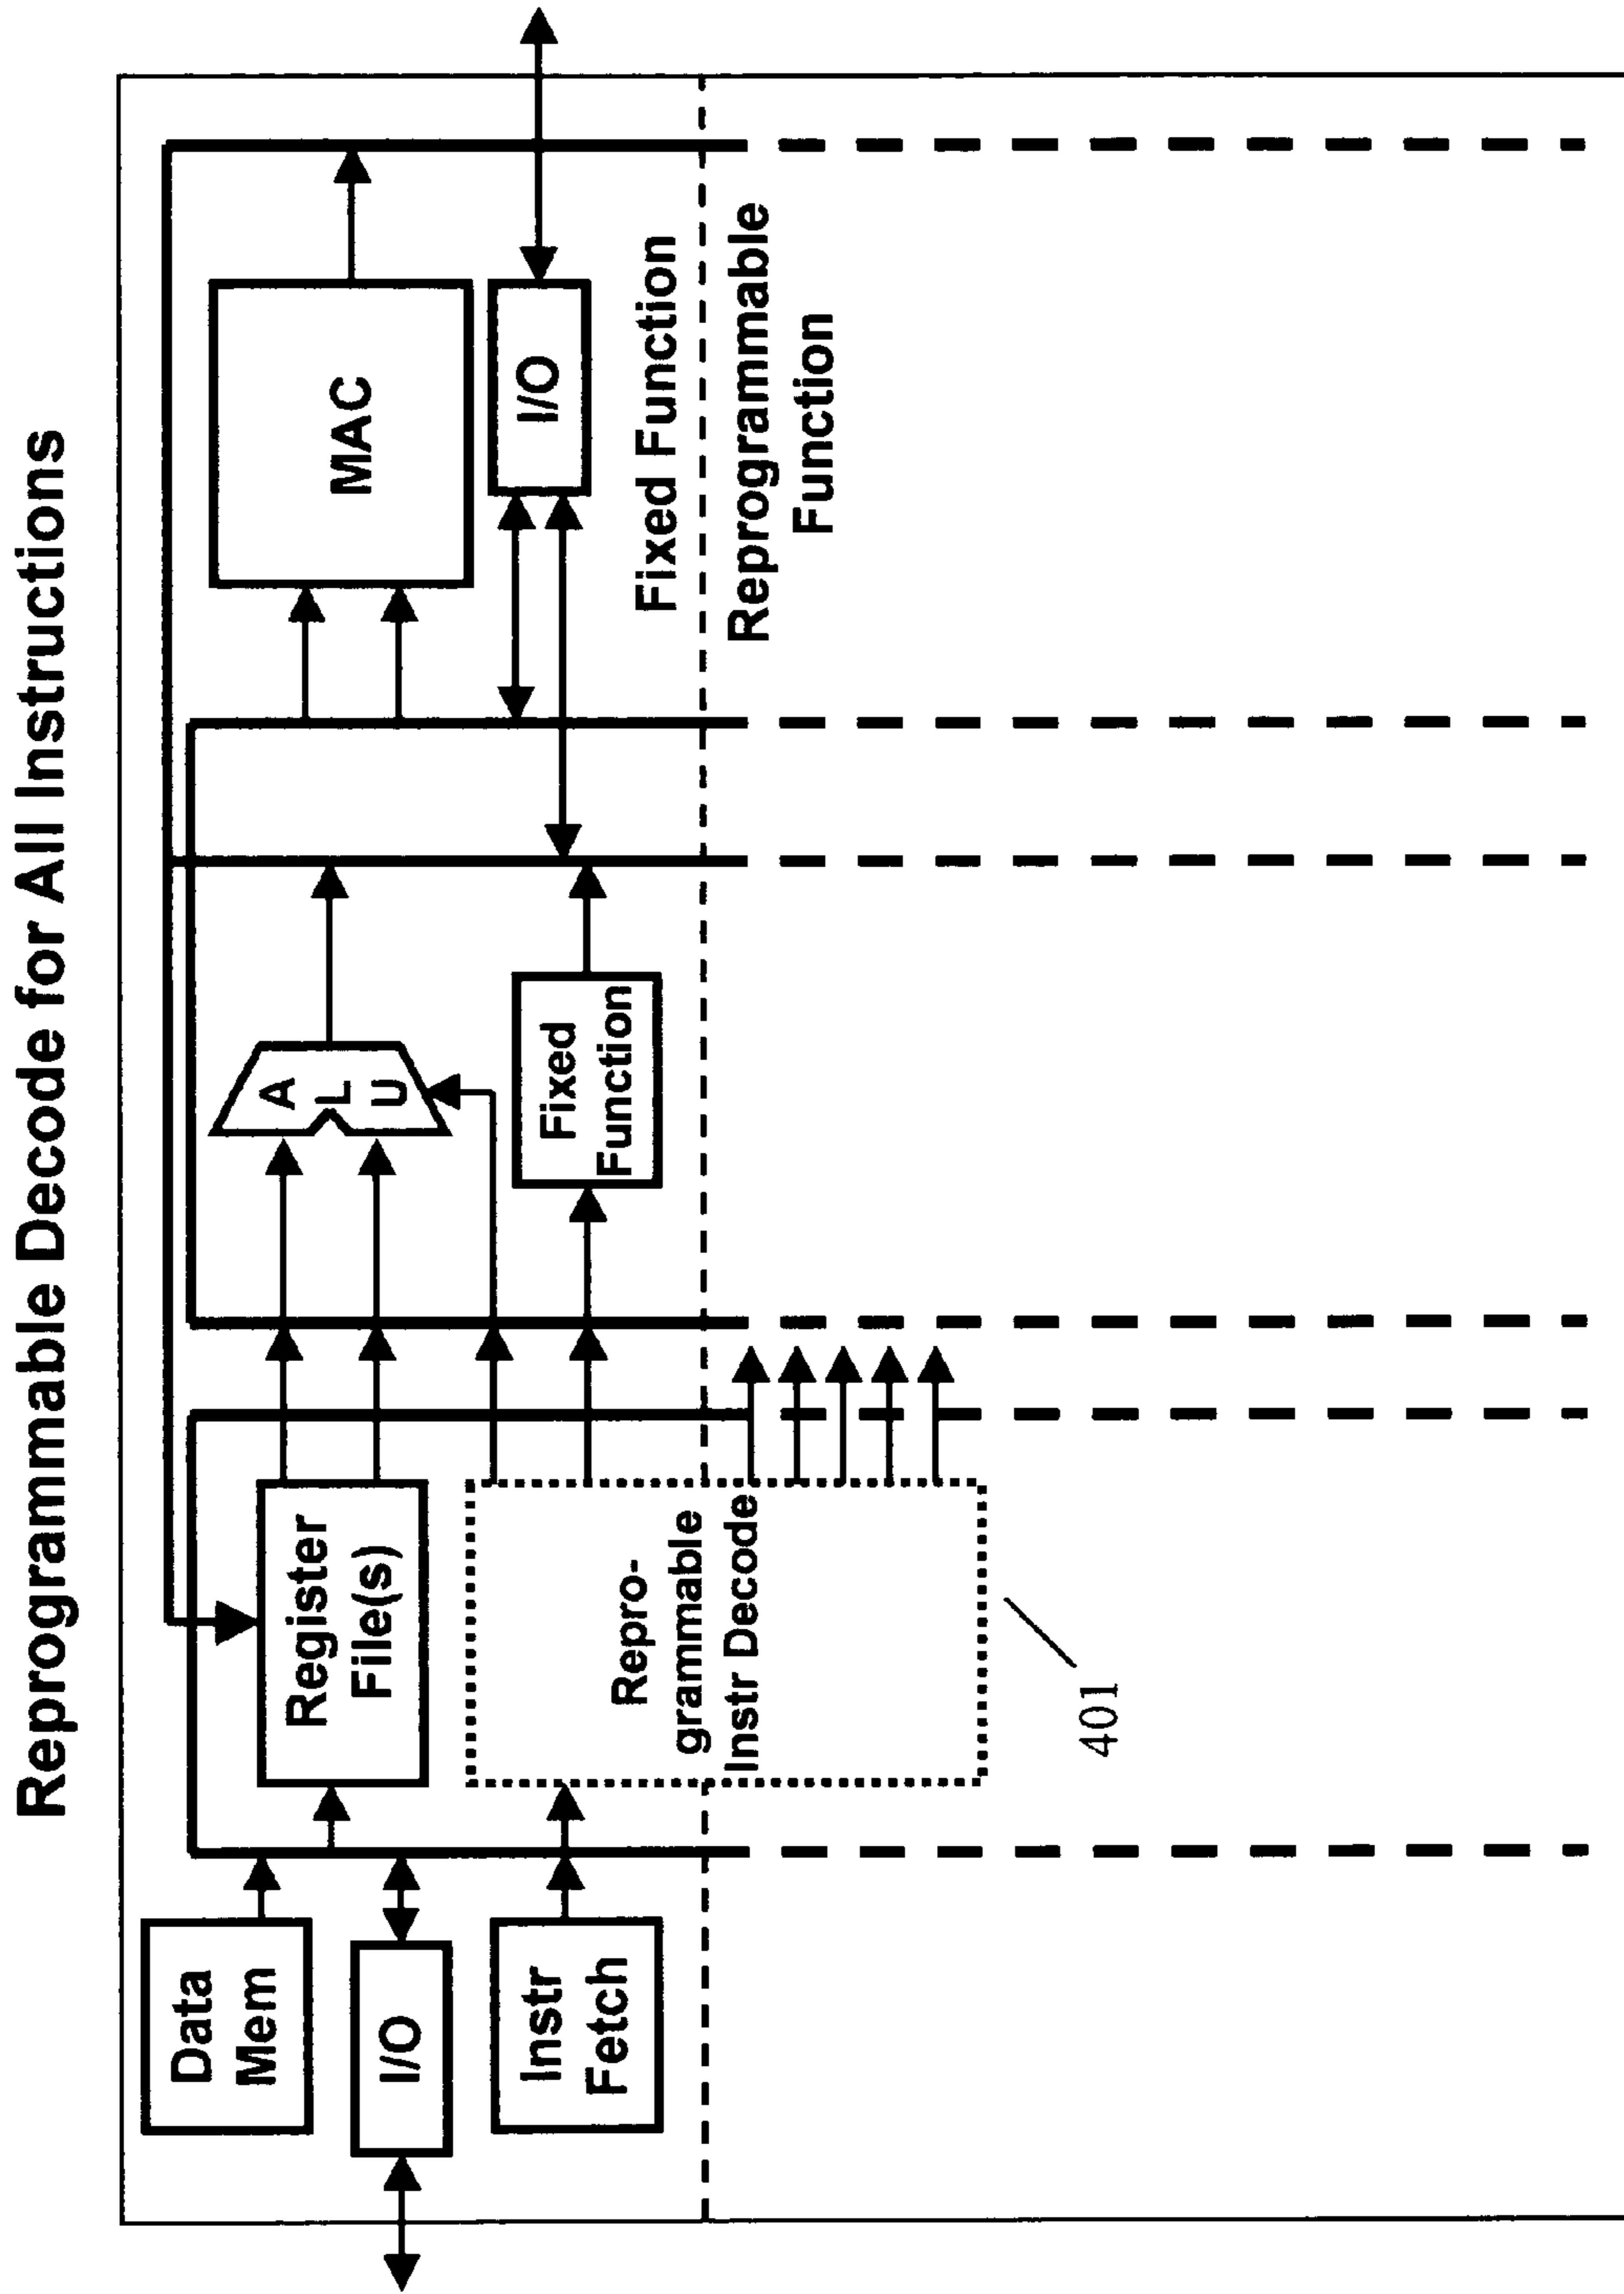 Reprogrammable Decode for All Instructions
Data
Mem
I/O
Instr
Fetch
Register
File(s)
Repro-
grammable
Instr Decode
401
A
L
U
Fixed
Function
MAC
I/O
Fixed Function
Reprogrammable
Function